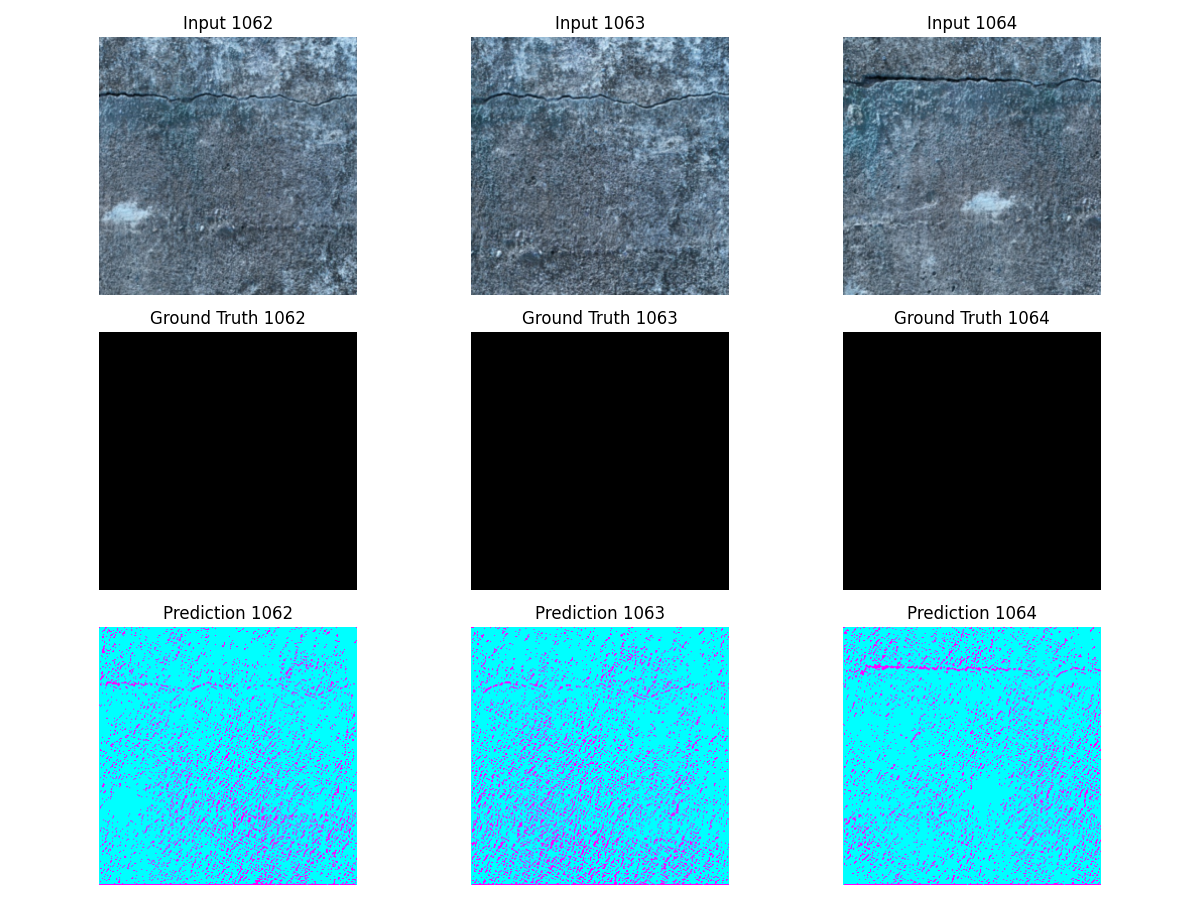 Input 1062
Input 1063
Input 1064
Ground Truth 1062
Ground Truth 1063
Ground Truth 1064
Prediction 1062
Prediction 1063
Prediction 1064